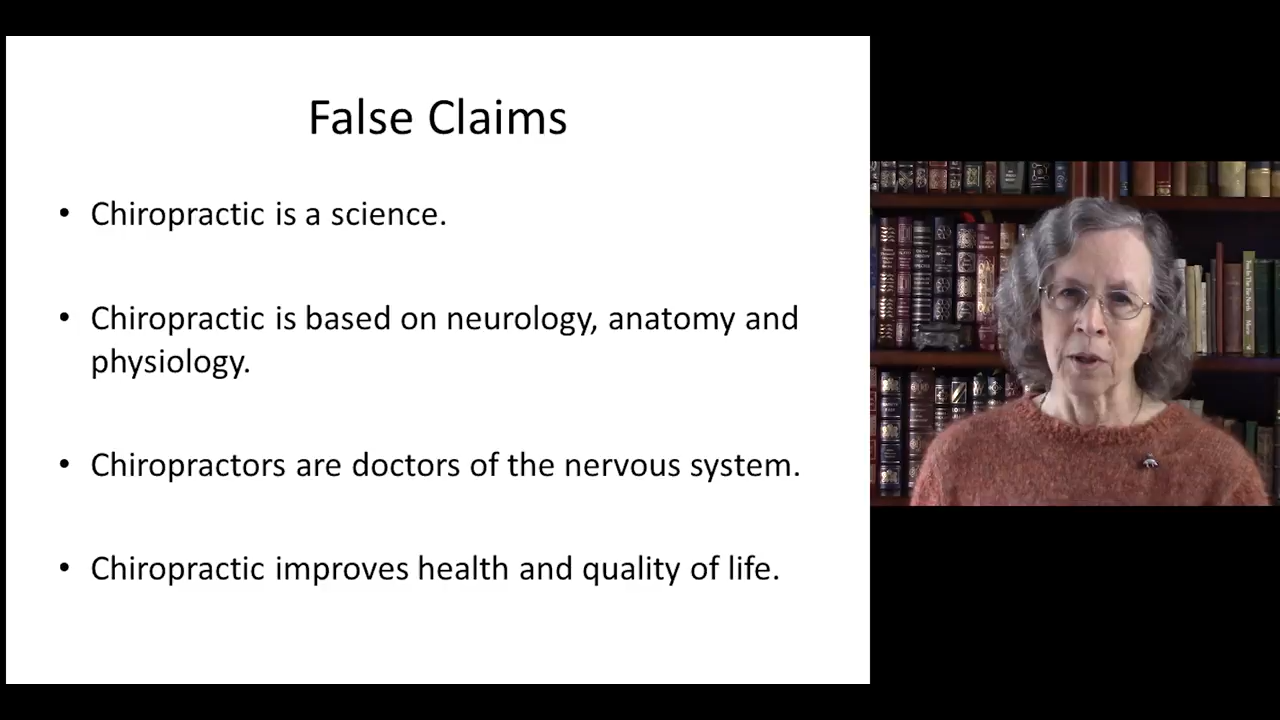 False Claims
• Chiropractic is a science.
• Chiropractic is based on neurology, anatomy and
physiology.
• Chiropractors are doctors of the nervous system.
• Chiropractic improves health and quality of life.